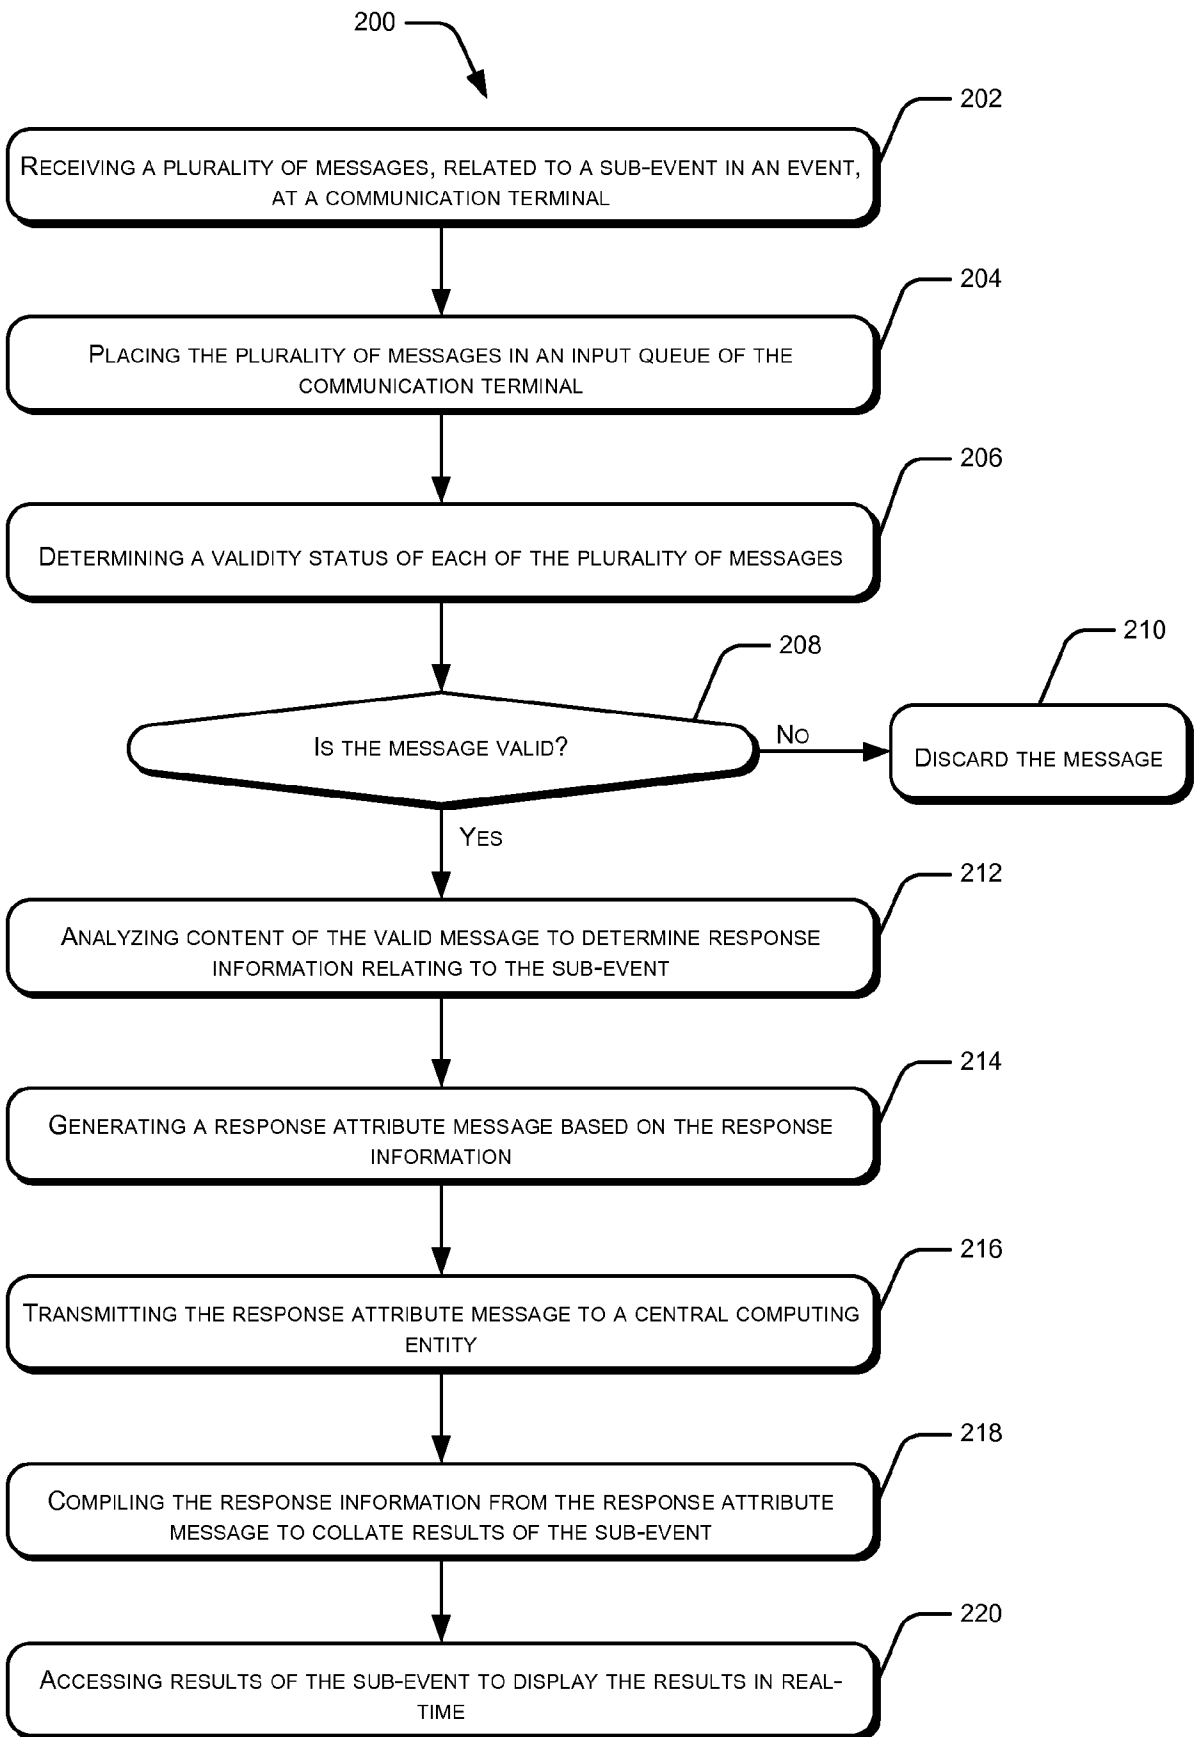 200
202
RECEIVING A PLURALITY OF MESSAGES, RELATED TO A SUB-EVENT IN AN EVENT,
AT A COMMUNICATION TERMINAL
204
PLACING THE PLURALITY OF MESSAGES IN AN INPUT QUEUE OF THE
COMMUNICATION TERMINAL
206
DETERMINING A VALIDITY STATUS OF EACH OF THE PLURALITY OF MESSAGES
208
IS THE MESSAGE VALID?
NO
210
DISCARD THE MESSAGE
YES
212
ANALYZING CONTENT OF THE VALID MESSAGE TO DETERMINE RESPONSE
INFORMATION RELATING TO THE SUB-EVENT
214
GENERATING A RESPONSE ATTRIBUTE MESSAGE BASED ON THE RESPONSE
INFORMATION
216
TRANSMITTING THE RESPONSE ATTRIBUTE MESSAGE TO A CENTRAL COMPUTING
ENTITY
218
COMPILING THE RESPONSE INFORMATION FROM THE RESPONSE ATTRIBUTE
MESSAGE TO COLLATE RESULTS OF THE SUB-EVENT
220
ACCESSING RESULTS OF THE SUB-EVENT TO DISPLAY THE RESULTS IN REAL-
TIME